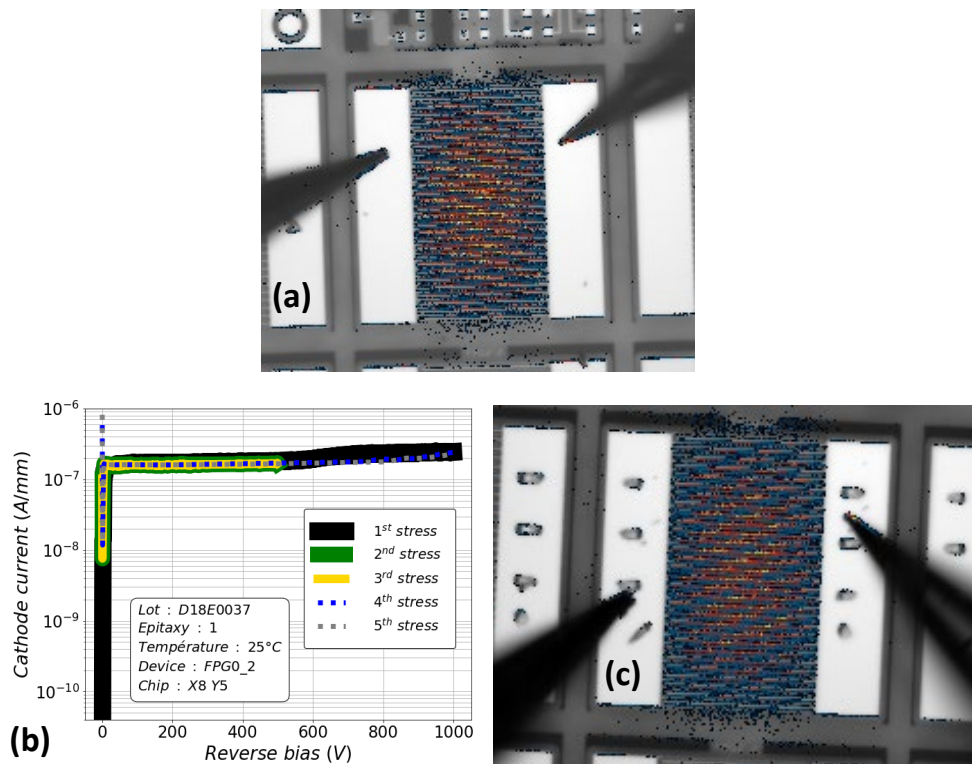 (a)
10⁻⁶
10⁻⁷
10⁻⁸
10⁻⁹
10⁻¹⁰
Cathode current (A/mm)
1ˢᵗ stress
2ⁿᵈ stress
3ʳᵈ stress
4ᵗʰ stress
5ᵗʰ stress
Lot : D18E0037
Epitaxy : 1
Température : 25°C
Device : FPG0_2
Chip : X8 Y5
0 200 400 600 800 1000
Reverse bias (V)
(b)
(c)